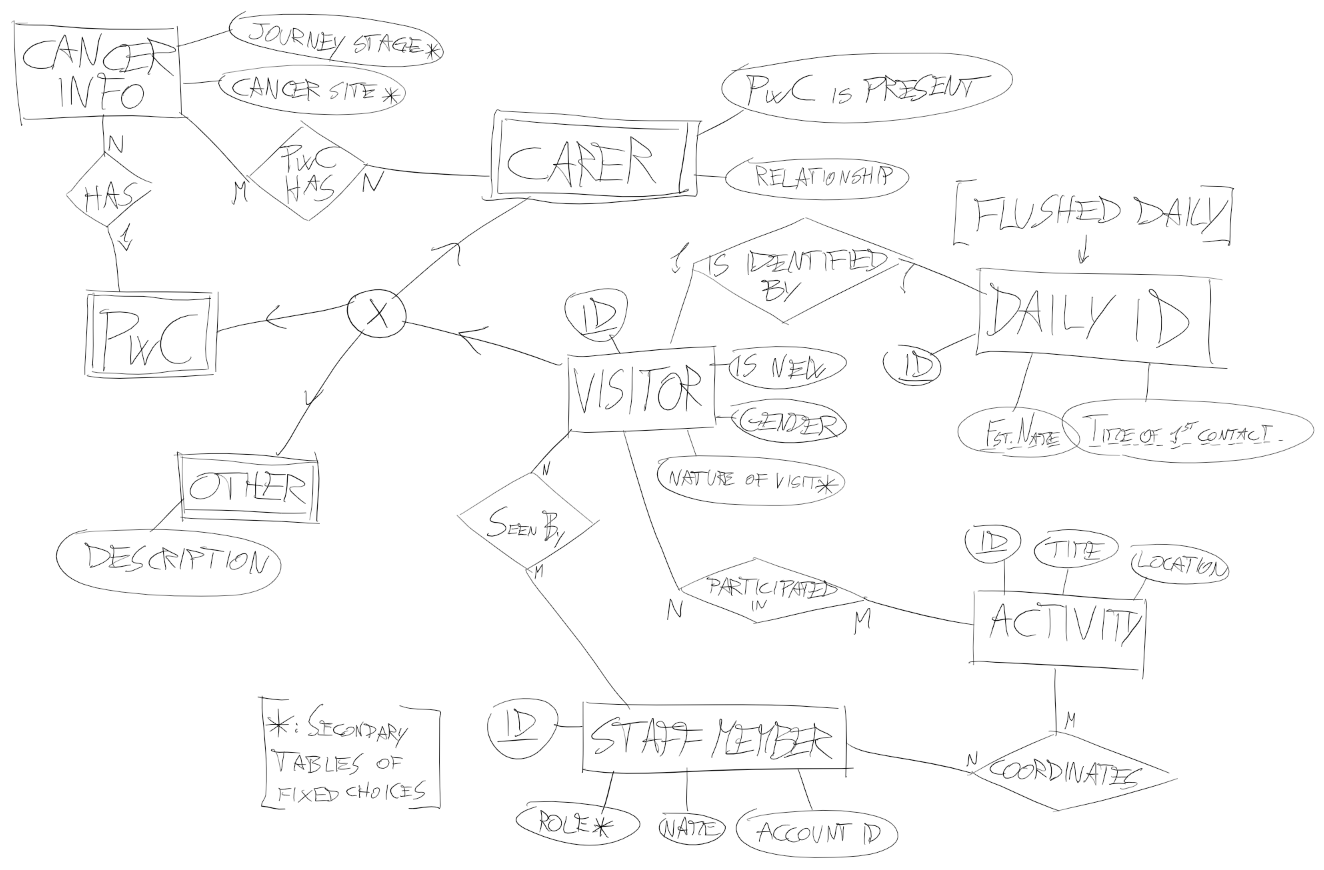 JOURNEY STAGE*
CANCER
INFO
CANCER SITE *
PwC IS PRESENT
N
PwC
HAS
M
N
CARER
RELATIONSHIP
HAS
1
[FLUSHED DAILY]
1
IS IDENTIFIED
BY
1
PwC
X
ID
DAILY ID
ID
VISITOR
IS NEW
GENDER
EST. NAME
TITLE OF 1ST CONTACT
NATURE OF VISIT*
OTHER
DESCRIPTION
N
SEEN By
M
ID
TITLE
LOCATION
N
PARTICIPATED
IN
M
ACTIVITY
*: SECONDARY
TABLES OF
FIXED CHOICES
ID
STAFF MEMBER
M
N
COORDINATES
ROLE*
NAME
ACCOUNT ID